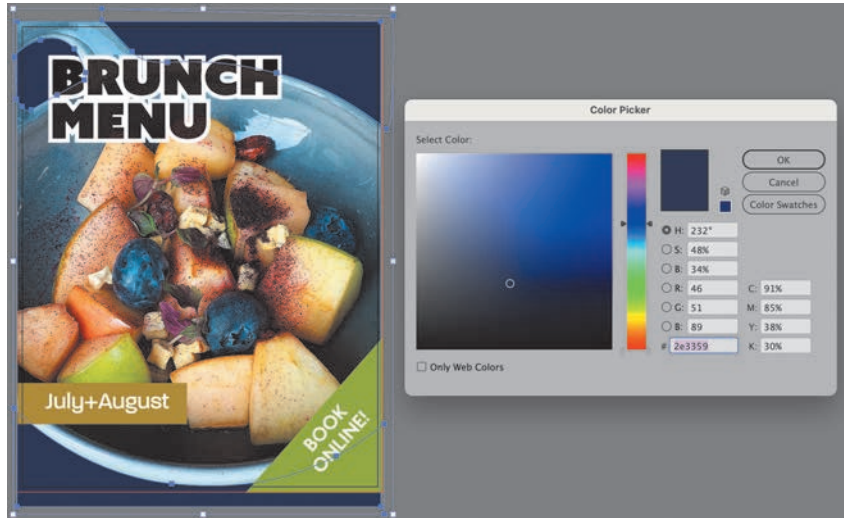 BRUNCH
MENU
July+August
BOOK
ONLINE!
Color Picker
Select Color:
OK
Cancel
Color Swatches
H: 232°
S: 48%
B: 34%
R: 46
G: 51
B: 89
# 2e3359
C: 91%
M: 85%
Y: 38%
K: 30%
Only Web Colors